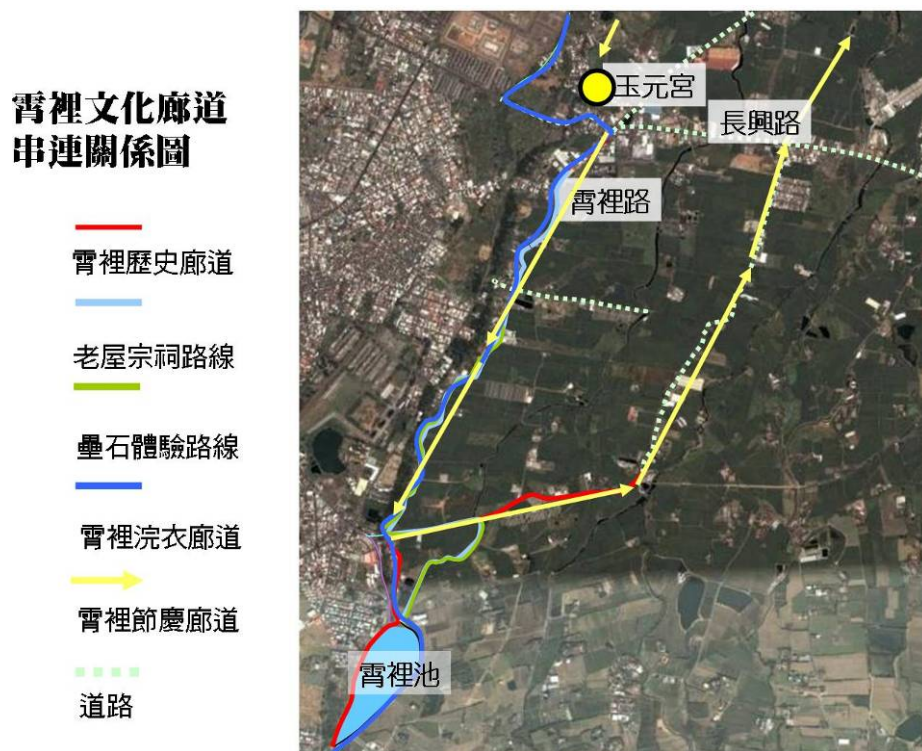 霄裡文化廊道
串連關係圖
霄裡歷史廊道
老屋宗祠路線
壘石體驗路線
霄裡浣衣廊道
霄裡節慶廊道
道路
玉元宮
長興路
霄裡路
霄裡池